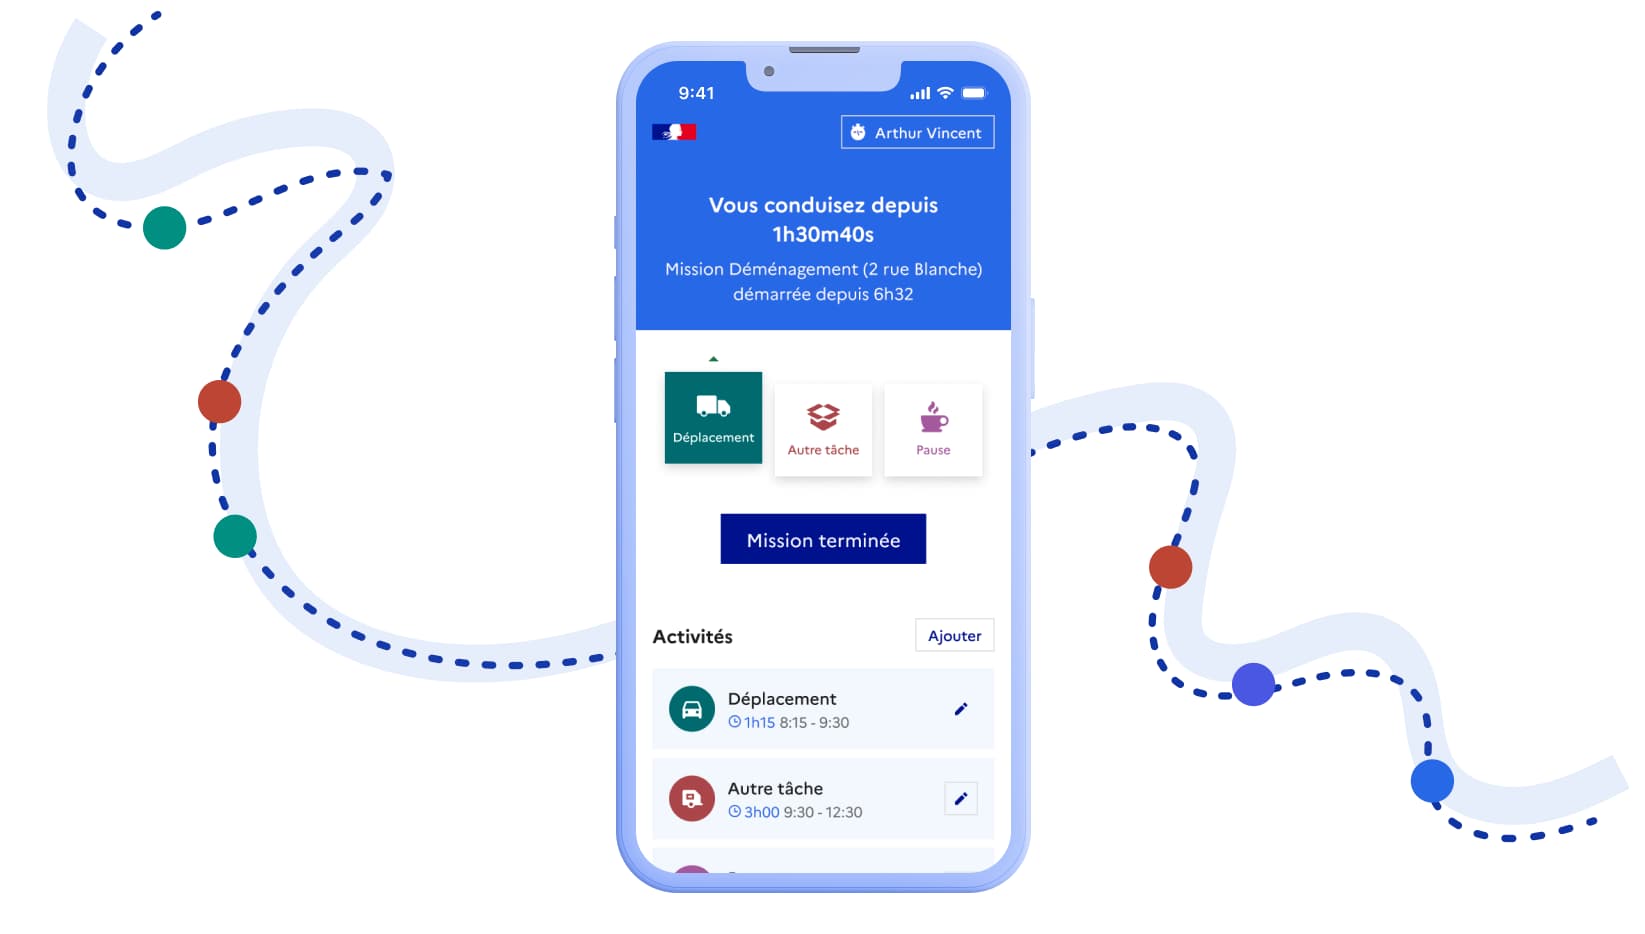 9:41
Arthur Vincent
Vous conduisez depuis
1h30m40s
Mission Déménagement (2 rue Blanche)
démarrée depuis 6h32
Déplacement
Autre tâche
Pause
Mission terminée
Activités
Ajouter
Déplacement
1h15 8:15 - 9:30
Autre tâche
3h00 9:30 - 12:30